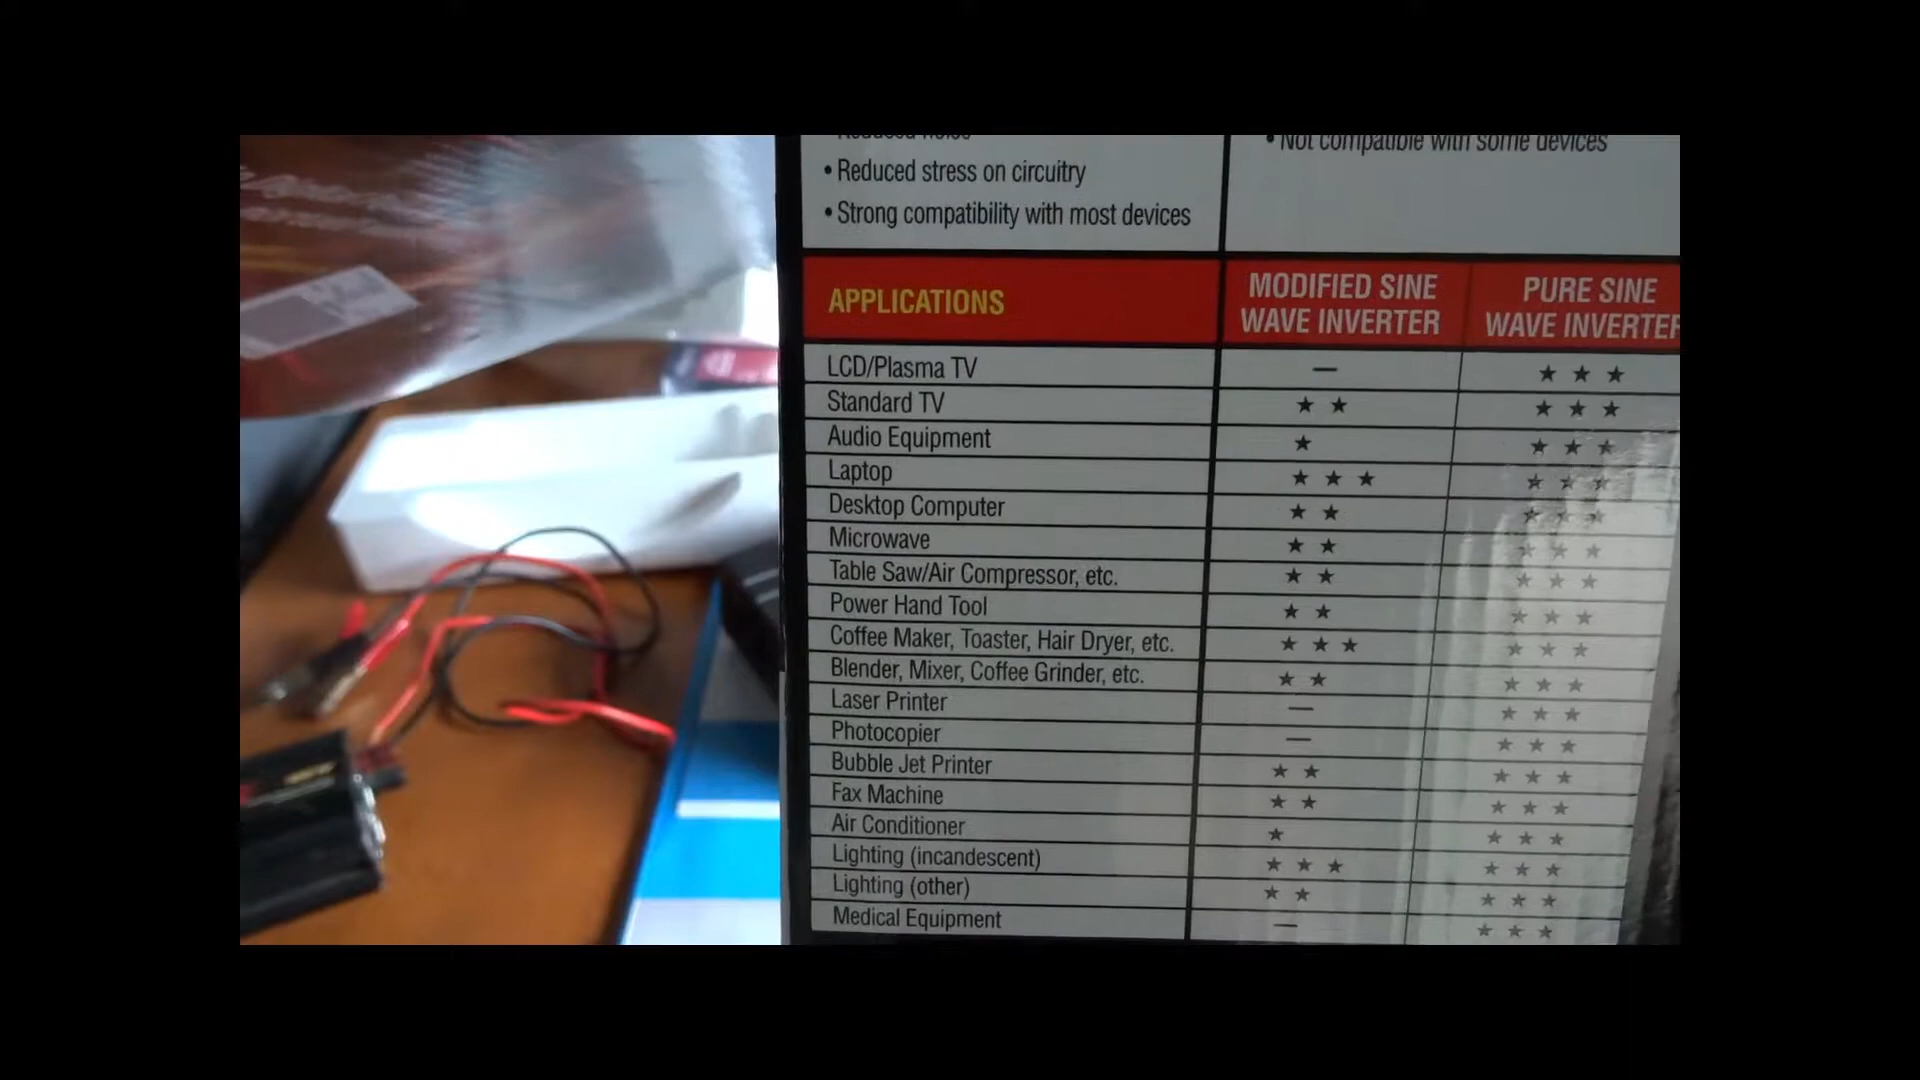 • Reduced stress on circuitry
• Strong compatibility with most devices
• Not compatible with some devices
APPLICATIONS
MODIFIED SINE
WAVE INVERTER
PURE SINE
WAVE INVERTER
LCD/Plasma TV — ★ ★ ★
Standard TV ★ ★ ★ ★ ★
Audio Equipment ★ ★ ★ ★
Laptop ★ ★ ★ ★ ★ ★
Desktop Computer ★ ★ ★ ★ ★
Microwave ★ ★ ★ ★ ★
Table Saw/Air Compressor, etc. ★ ★ ★ ★ ★
Power Hand Tool ★ ★ ★ ★ ★
Coffee Maker, Toaster, Hair Dryer, etc. ★ ★ ★ ★ ★ ★
Blender, Mixer, Coffee Grinder, etc. ★ ★ ★ ★ ★
Laser Printer — ★ ★ ★
Photocopier — ★ ★ ★
Bubble Jet Printer ★ ★ ★ ★ ★
Fax Machine ★ ★ ★ ★ ★
Air Conditioner ★ ★ ★ ★
Lighting (incandescent) ★ ★ ★ ★ ★ ★
Lighting (other) ★ ★ ★ ★ ★
Medical Equipment — ★ ★ ★